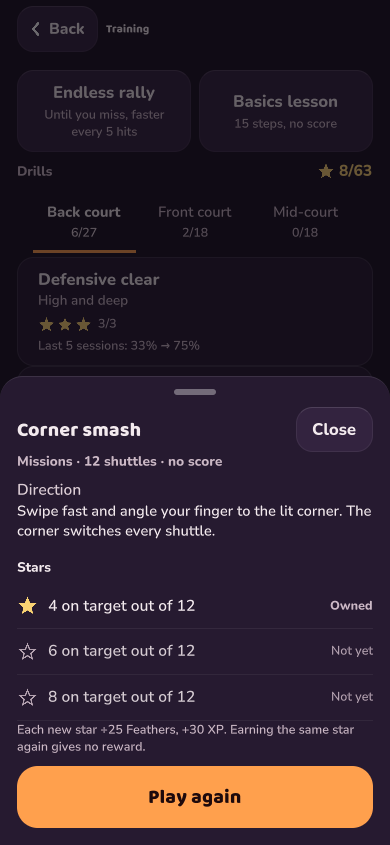 Back
Training
Endless rally
Until you miss, faster
every 5 hits
Basics lesson
15 steps, no score
Drills
8/63
Back court
6/27
Front court
2/18
Mid-court
0/18
Defensive clear
High and deep
3/3
Last 5 sessions: 33% → 75%
Corner smash
Close
Missions · 12 shuttles · no score
Direction
Swipe fast and angle your finger to the lit corner. The
corner switches every shuttle.
Stars
4 on target out of 12
Owned
6 on target out of 12
Not yet
8 on target out of 12
Not yet
Each new star +25 Feathers, +30 XP. Earning the same star
again gives no reward.
Play again